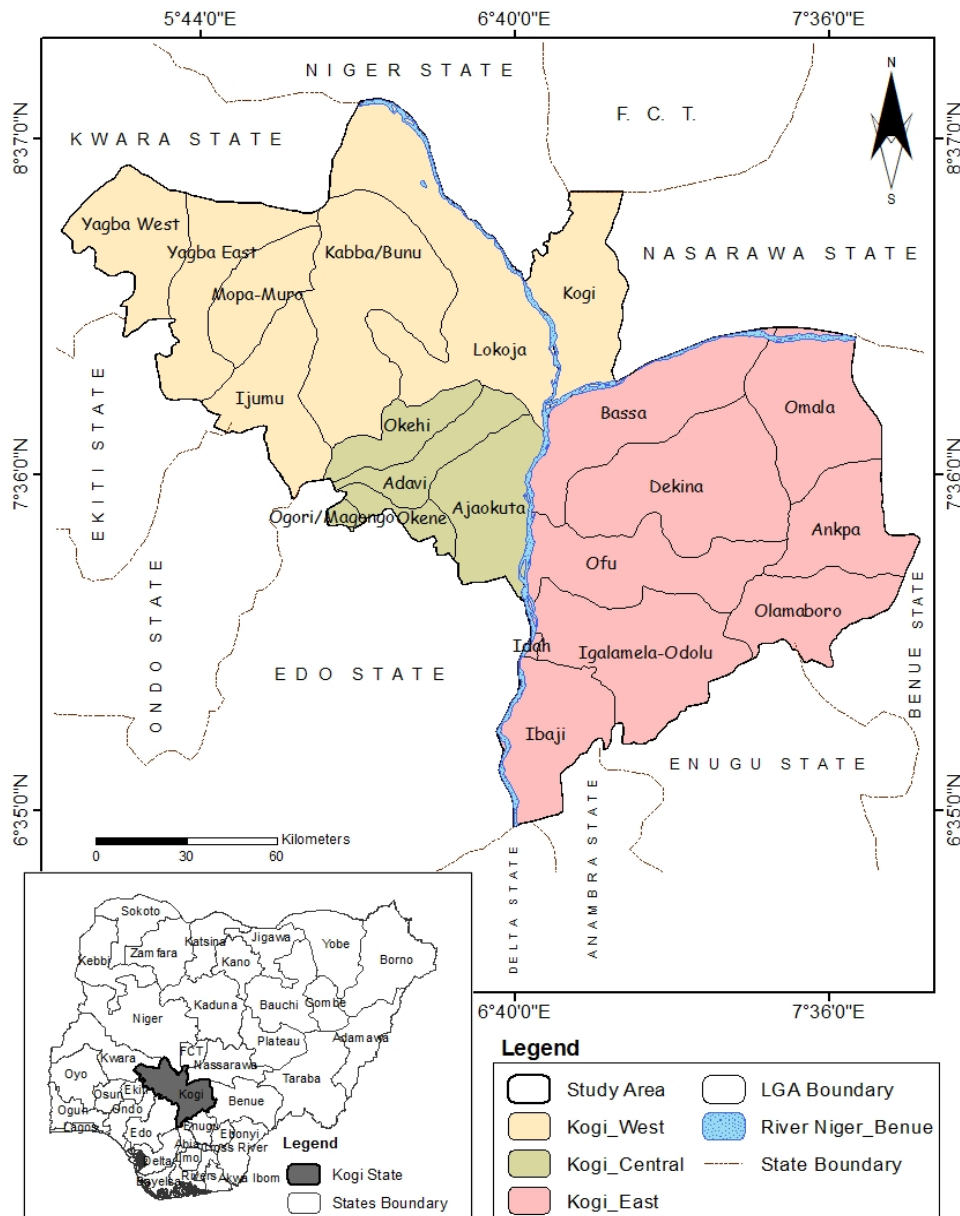 5°44'0"E 6°40'0"E 7°36'0"E
NIGER STATE
F. C. T.
N
S
8°37'0"N 8°37'0"N
KWARA STATE
Yagba West
Yagba East
Kabba/Bunu
NASARAWA STATE
Mopa-Muro
Kogi
Lokoja
Ijumu
Bassa
Omala
EKITI STATE
Okehi
7°36'0"N 7°36'0"N
Adavi
Dekina
Ajaokuta
Ogori/Magongo
Okene
Ankpa
Ofu
Olamaboro
ONDO STATE
BENUE STATE
Idah
Igalamela-Odolu
EDO STATE
Ibaji
ENUGU STATE
6°35'0"N 6°35'0"N
Kilometers
0 30 60
DELTA STATE
ANAMBRA STATE
6°40'0"E 7°36'0"E
Sokoto
Katsina
Jigawa
Yobe
Borno
Kebbi
Zamfara
Kano
Kaduna
Bauchi
Gombe
Niger
Adamawa
Plateau
FCT
Kwara
Nassarawa
Taraba
Oyo
Kogi
Benue
Osun
Ekiti
Ogun
Ondo
Lagos
Edo
Enugu
Ebonyi
Abia
Cross River
Delta
Imo
Bayelsa
Rivers
Akwa Ibom
Legend
Kogi State
States Boundary
Legend
Study Area
LGA Boundary
Kogi_West
River Niger_Benue
Kogi_Central
State Boundary
Kogi_East